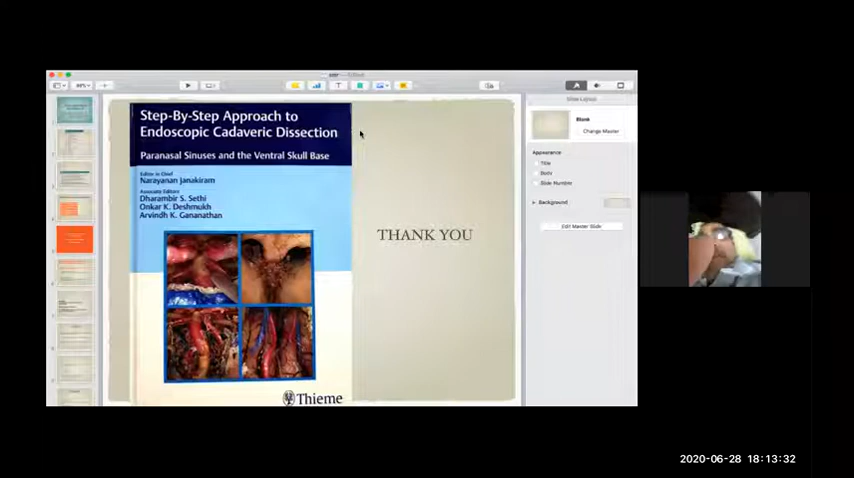 Step-By-Step Approach to
Endoscopic Cadaveric Dissection
Paranasal Sinuses and the Ventral Skull Base
Editor in Chief
Narayanan Janakiram
Associate Editors
Dharambir S. Sethi
Onkar K. Deshmukh
Arvindh K. Gananathan
Thieme
THANK YOU
Slide Layout
Blank
Change Master
Appearance
Title
Body
Slide Number
Background
Edit Master Slide
2020-06-28 18:13:32